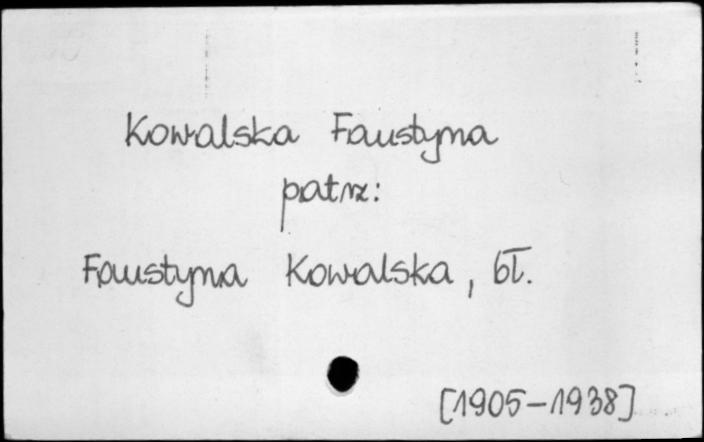 Kowalska Faustyna
patrz:
Faustyna Kowalska, bł.
[1905-1938]